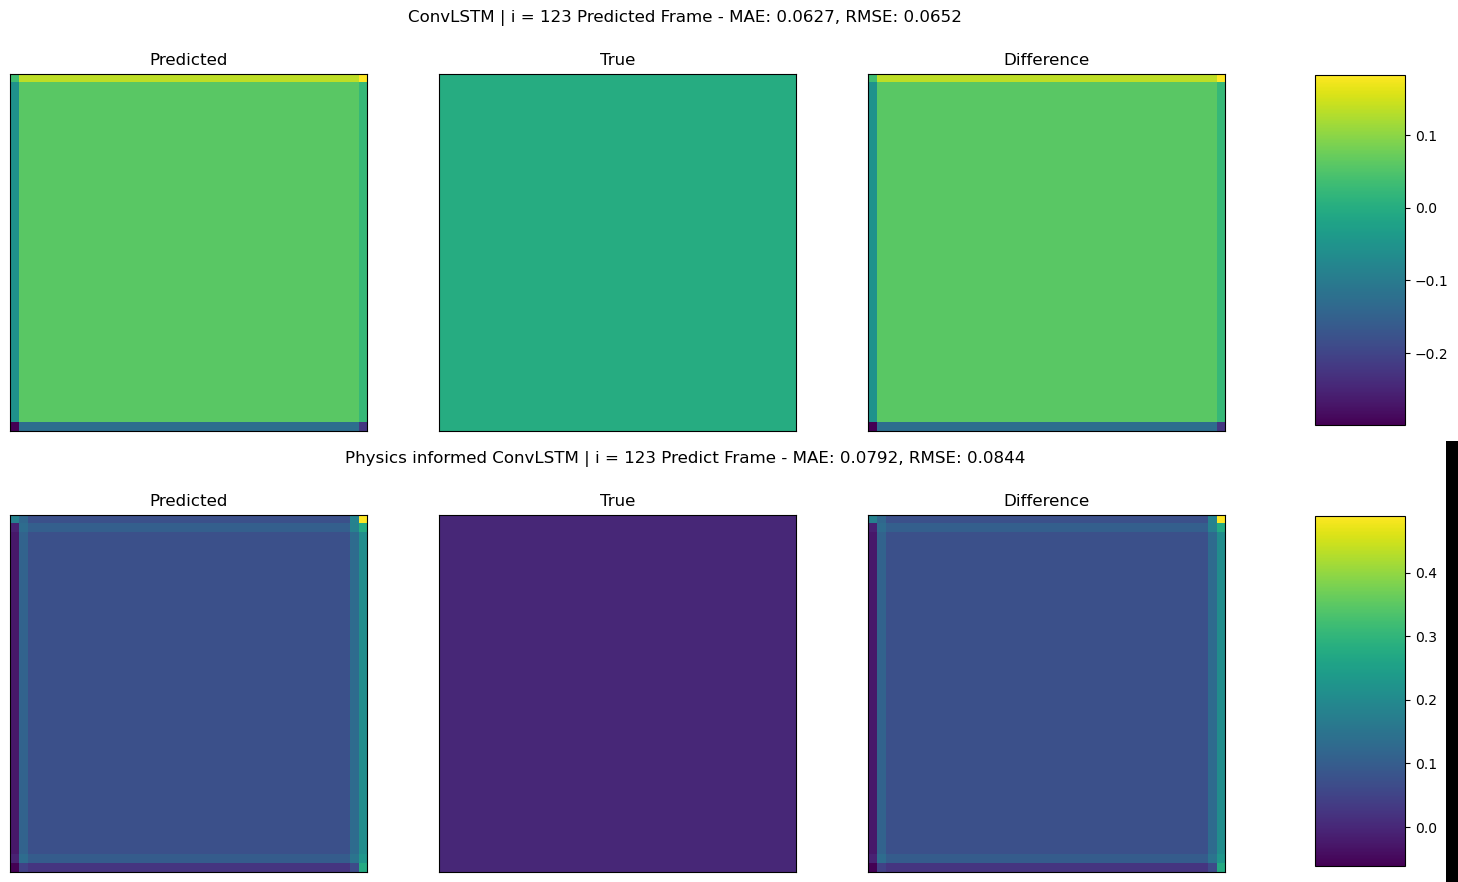 ConvLSTM | i = 123 Predicted Frame - MAE: 0.0627, RMSE: 0.0652
Predicted
True
Difference
0.1
0.0
−0.1
−0.2
Physics informed ConvLSTM | i = 123 Predict Frame - MAE: 0.0792, RMSE: 0.0844
Predicted
True
Difference
0.4
0.3
0.2
0.1
0.0